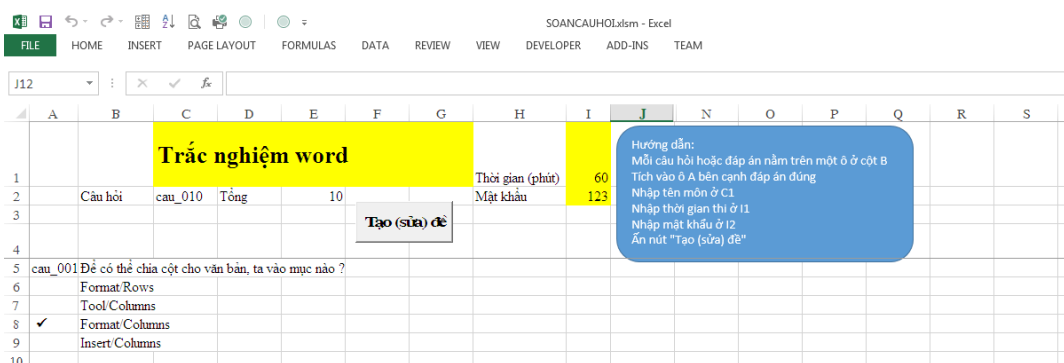 SOANCAUHOI.xlsm - Excel
FILE HOME INSERT PAGE LAYOUT FORMULAS DATA REVIEW VIEW DEVELOPER ADD-INS TEAM
J12 fx
A B C D E F G H I J N O P Q R S
1 Trắc nghiệm word Thời gian (phút) 60
2 Câu hỏi cau_010 Tổng 10 Mật khẩu 123
3
Tạo (sửa) đề
4
Hướng dẫn:
Mỗi câu hỏi hoặc đáp án nằm trên một ô ở cột B
Tích vào ô A bên cạnh đáp án đúng
Nhập tên môn ở C1
Nhập thời gian thi ở I1
Nhập mật khẩu ở I2
Ấn nút "Tạo (sửa) đề"
5 cau_001 Để có thể chia cột cho văn bản, ta vào mục nào ?
6 Format/Rows
7 Tool/Columns
8 ✓ Format/Columns
9 Insert/Columns
10